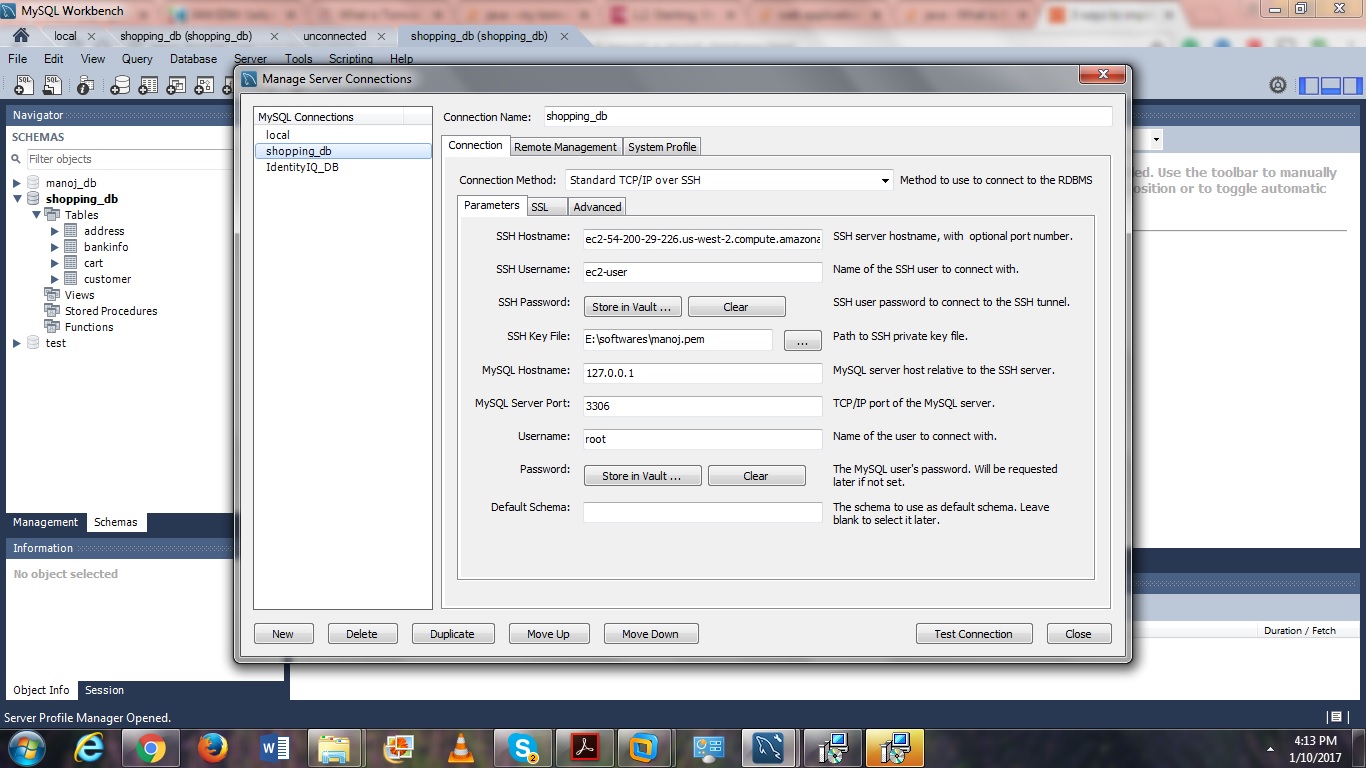 MySQL Workbench
local
shopping_db (shopping_db)
unconnected
shopping_db (shopping_db)
File Edit View Query Database Server Tools Scripting Help
Manage Server Connections
Navigator
SCHEMAS
Filter objects
manoj_db
shopping_db
Tables
address
bankinfo
cart
customer
Views
Stored Procedures
Functions
test
Management Schemas
Information
No object selected
Object Info Session
MySQL Connections
local
shopping_db
IdentityIQ_DB
Connection Name: shopping_db
Connection Remote Management System Profile
Connection Method: Standard TCP/IP over SSH Method to use to connect to the RDBMS
Parameters SSL Advanced
SSH Hostname: ec2-54-200-29-226.us-west-2.compute.amazona SSH server hostname, with optional port number.
SSH Username: ec2-user Name of the SSH user to connect with.
SSH Password: Store in Vault ... Clear SSH user password to connect to the SSH tunnel.
SSH Key File: E:\softwares\manoj.pem ... Path to SSH private key file.
MySQL Hostname: 127.0.0.1 MySQL server host relative to the SSH server.
MySQL Server Port: 3306 TCP/IP port of the MySQL server.
Username: root Name of the user to connect with.
Password: Store in Vault ... Clear The MySQL user's password. Will be requested
later if not set.
Default Schema: The schema to use as default schema. Leave
blank to select it later.
New Delete Duplicate Move Up Move Down Test Connection Close
ed. Use the toolbar to manually
osition or to toggle automatic
Duration / Fetch
Server Profile Manager Opened.
4:13 PM
1/10/2017